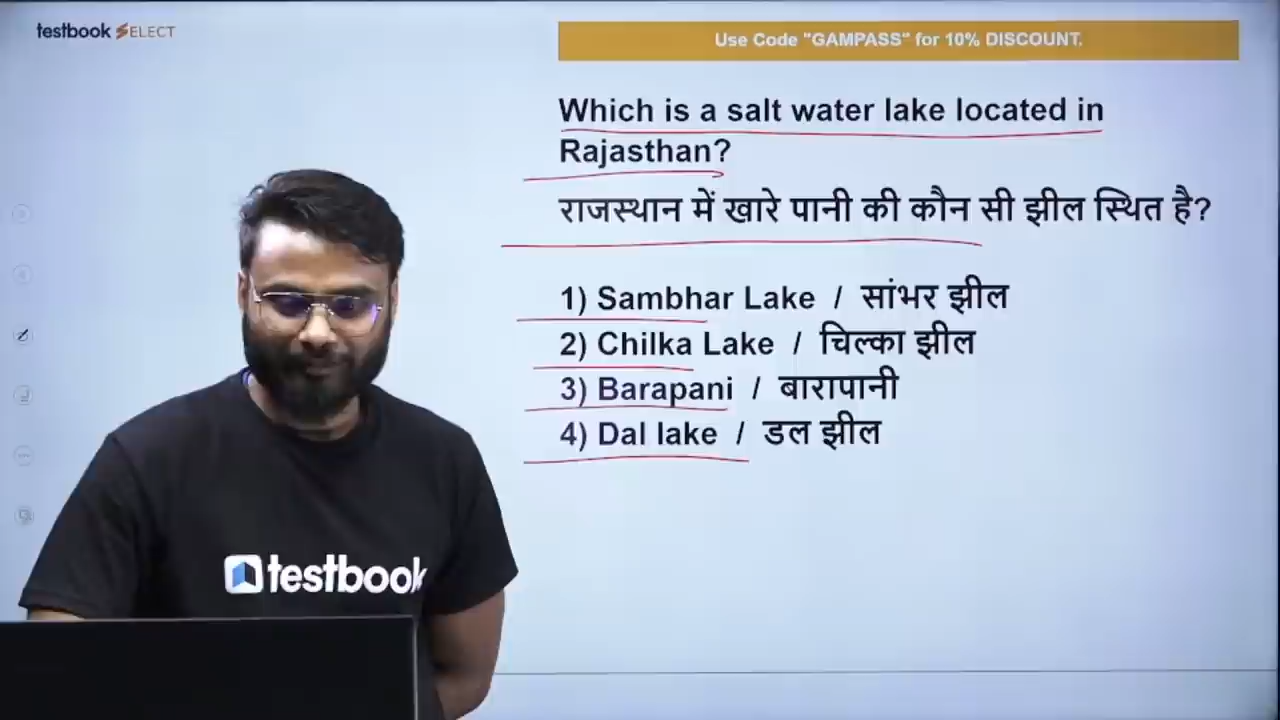 testbook SELECT
Use Code "GAMPASS" for 10% DISCOUNT.
Which is a salt water lake located in
Rajasthan?
राजस्थान में खारे पानी की कौन सी झील स्थित है?
1) Sambhar Lake / सांभर झील
2) Chilka Lake / चिल्का झील
3) Barapani / बारापानी
4) Dal lake / डल झील
testbook